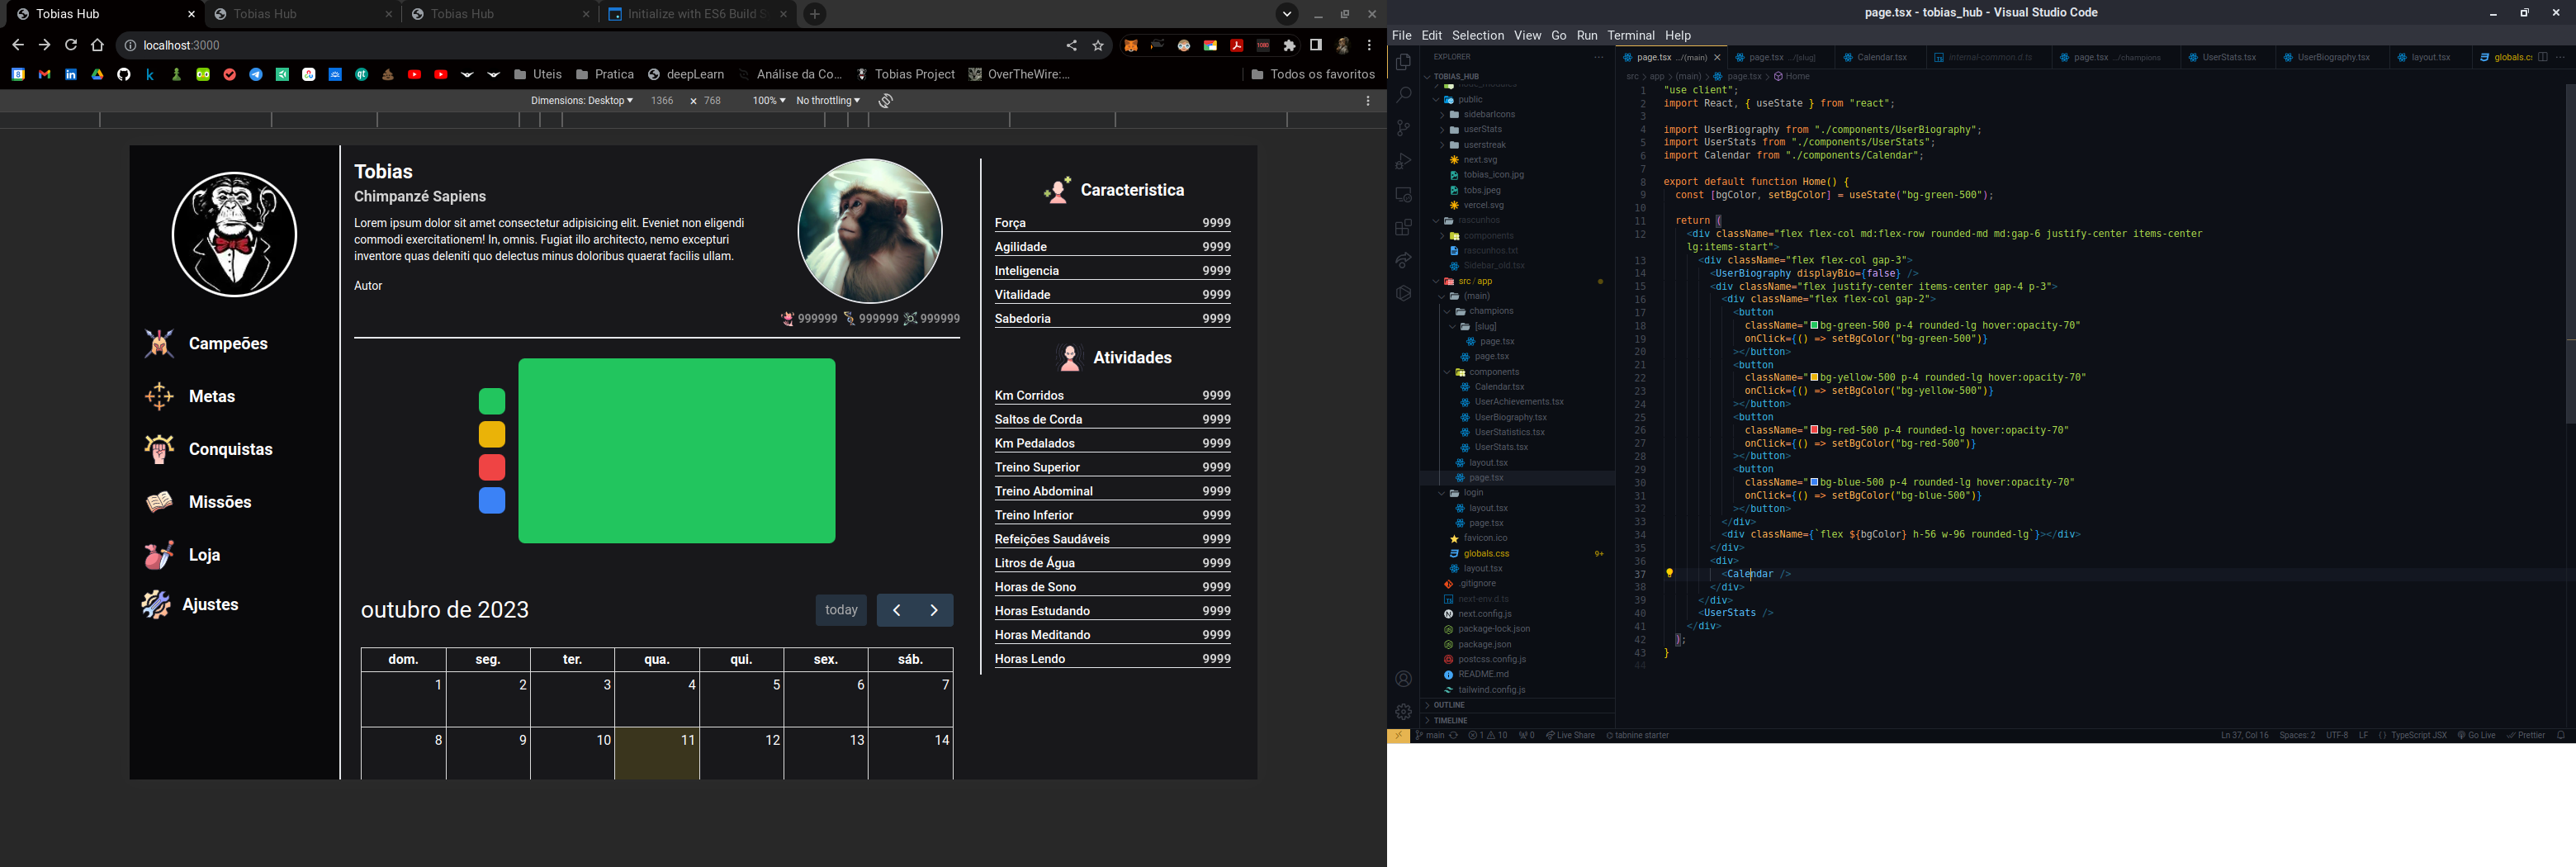 Tobias Hub
Tobias Hub
Tobias Hub
Initialize with ES6 Build S
localhost:3000
Uteis
Pratica
deepLearn
Análise da Co...
Tobias Project
OverTheWire:...
Todos os favoritos
Dimensions: Desktop ▾ 1366 × 768 100% ▾ No throttling ▾
Tobias
Chimpanzé Sapiens
Lorem ipsum dolor sit amet consectetur adipisicing elit. Eveniet non eligendi
commodi exercitationem! In, omnis. Fugiat illo architecto, nemo excepturi
inventore quas deleniti quo delectus minus doloribus quaerat facilis ullam.
Autor
999999 999999 999999
Campeões
Metas
Conquistas
Missões
Loja
Ajustes
outubro de 2023
today
dom. seg. ter. qua. qui. sex. sáb.
1 2 3 4 5 6 7
8 9 10 11 12 13 14
Caracteristica
Força 9999
Agilidade 9999
Inteligencia 9999
Vitalidade 9999
Sabedoria 9999
Atividades
Km Corridos 9999
Saltos de Corda 9999
Km Pedalados 9999
Treino Superior 9999
Treino Abdominal 9999
Treino Inferior 9999
Refeições Saudáveis 9999
Litros de Água 9999
Horas de Sono 9999
Horas Estudando 9999
Horas Meditando 9999
Horas Lendo 9999
page.tsx - tobias_hub - Visual Studio Code
File Edit Selection View Go Run Terminal Help
EXPLORER
TOBIAS_HUB
node_modules
public
sidebarIcons
userStats
userstreak
next.svg
tobias_icon.jpg
tobs.jpeg
vercel.svg
rascunhos
components
rascunhos.txt
Sidebar_old.tsx
src / app
(main)
champions
[slug]
page.tsx
page.tsx
components
Calendar.tsx
UserAchievements.tsx
UserBiography.tsx
UserStatistics.tsx
UserStats.tsx
layout.tsx
page.tsx
login
layout.tsx
page.tsx
favicon.ico
globals.css 9+
layout.tsx
.gitignore
next-env.d.ts
next.config.js
package-lock.json
package.json
postcss.config.js
README.md
tailwind.config.js
OUTLINE
TIMELINE
page.tsx .../(main)
page.tsx .../[slug]
Calendar.tsx
internal-common.d.ts
page.tsx .../champions
UserStats.tsx
UserBiography.tsx
layout.tsx
globals.c
src > app > (main) > page.tsx > Home
1 "use client";
2 import React, { useState } from "react";
3
4 import UserBiography from "./components/UserBiography";
5 import UserStats from "./components/UserStats";
6 import Calendar from "./components/Calendar";
7
8 export default function Home() {
9 const [bgColor, setBgColor] = useState("bg-green-500");
10
11 return (
12 <div className="flex flex-col md:flex-row rounded-md md:gap-6 justify-center items-center
lg:items-start">
13 <div className="flex flex-col gap-3">
14 <UserBiography displayBio={false} />
15 <div className="flex justify-center items-center gap-4 p-3">
16 <div className="flex flex-col gap-2">
17 <button
18 className="bg-green-500 p-4 rounded-lg hover:opacity-70"
19 onClick={() => setBgColor("bg-green-500")}
20 ></button>
21 <button
22 className="bg-yellow-500 p-4 rounded-lg hover:opacity-70"
23 onClick={() => setBgColor("bg-yellow-500")}
24 ></button>
25 <button
26 className="bg-red-500 p-4 rounded-lg hover:opacity-70"
27 onClick={() => setBgColor("bg-red-500")}
28 ></button>
29 <button
30 className="bg-blue-500 p-4 rounded-lg hover:opacity-70"
31 onClick={() => setBgColor("bg-blue-500")}
32 ></button>
33 </div>
34 <div className={`flex ${bgColor} h-56 w-96 rounded-lg`}></div>
35 </div>
36 <div>
37 <Calendar />
38 </div>
39 </div>
40 <UserStats />
41 </div>
42 );
43 }
44
main 1 10 0 Live Share tabnine starter
Ln 37, Col 16 Spaces: 2 UTF-8 LF {} TypeScript JSX Go Live Prettier